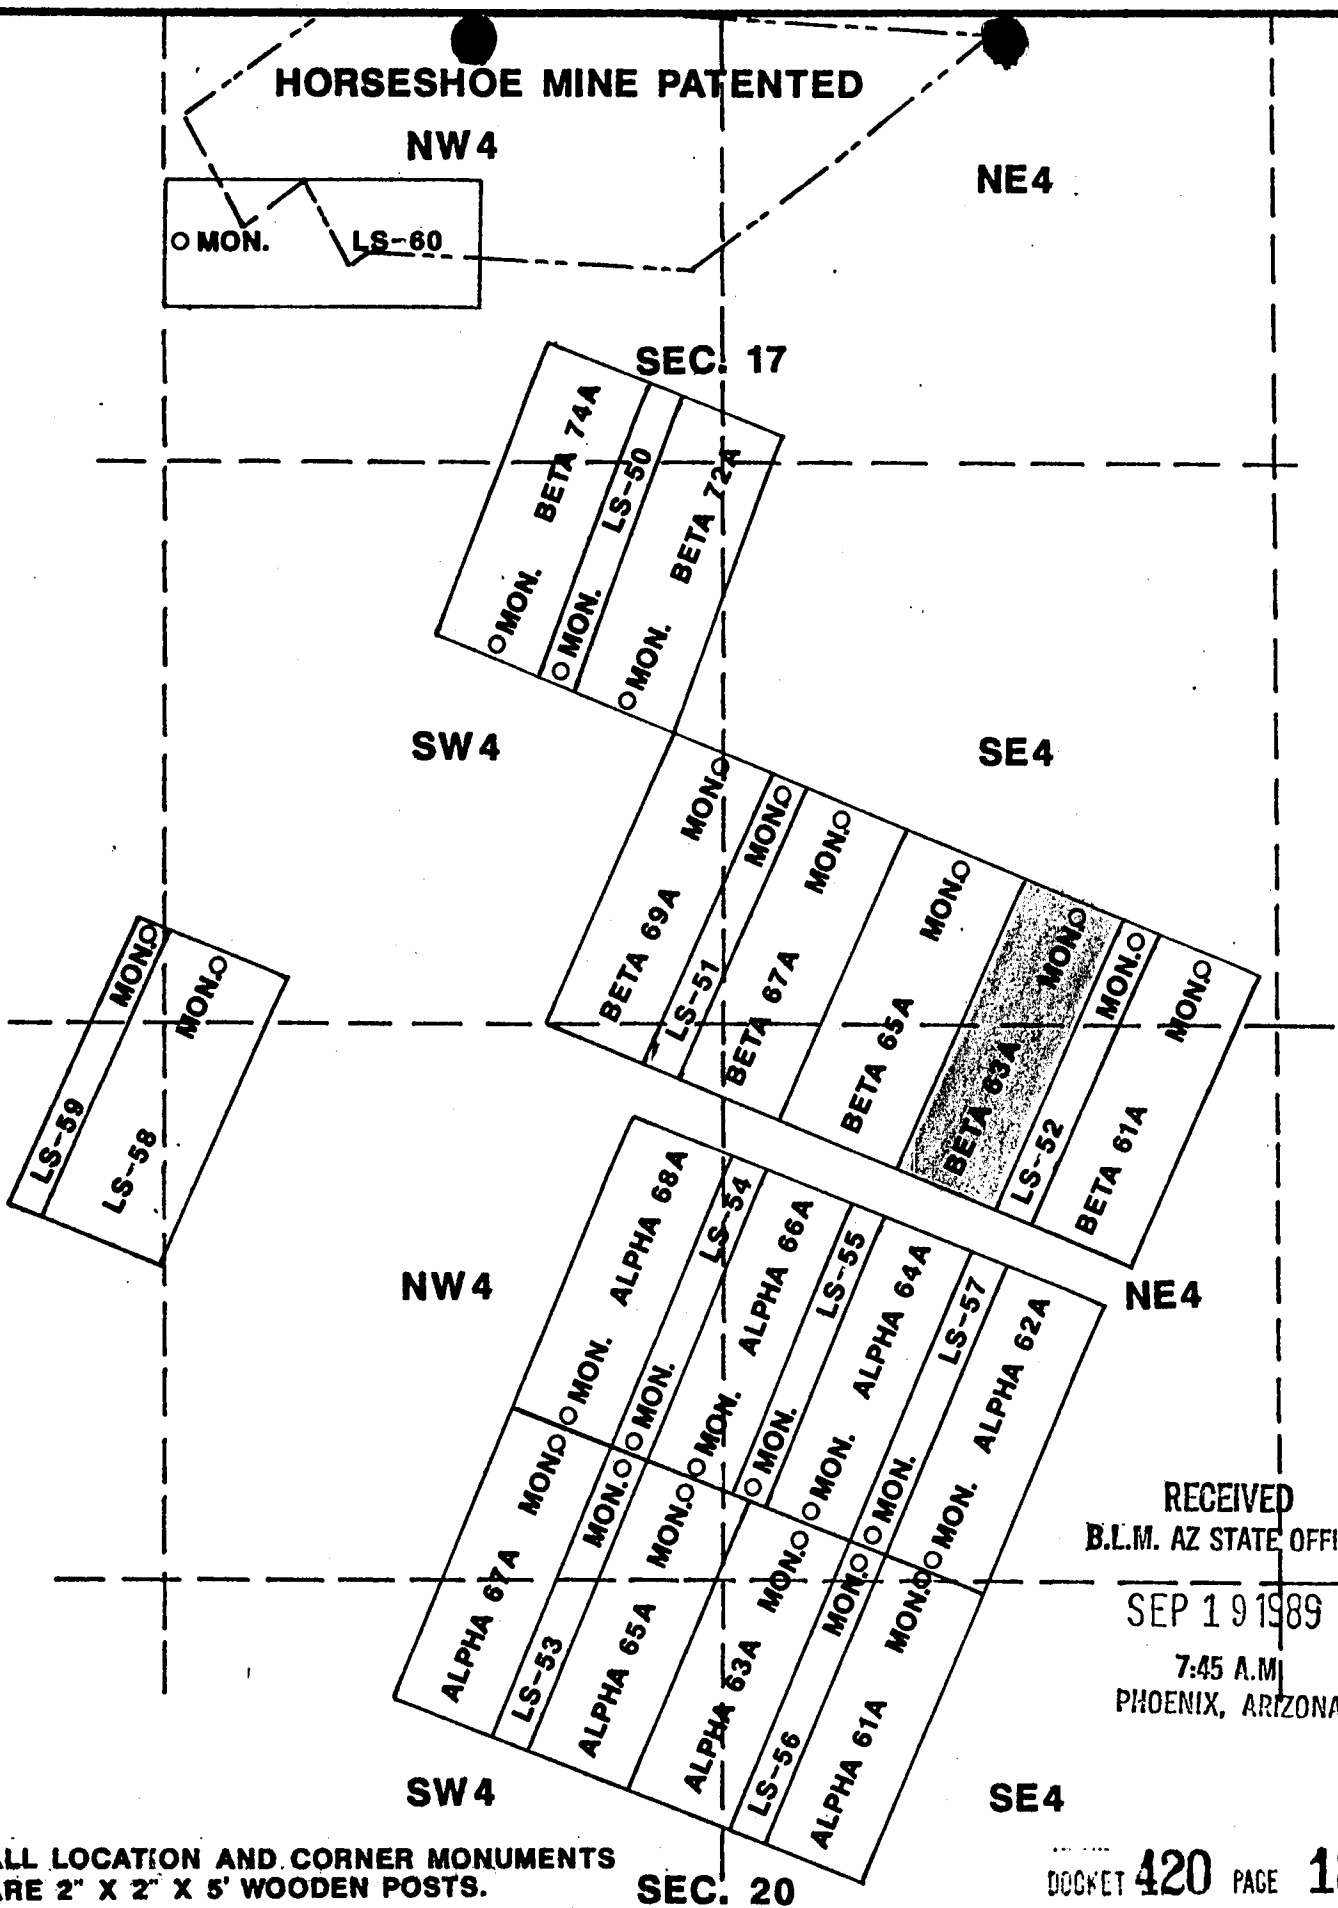 HORSESHOE MINE PATENTED
NW4
NE4
MON.
LS-60
SEC. 17
BETA 74A
MON.
LS-50
MON.
BETA 72A
MON.
SW4
SE4
BETA 69A
MON.
LS-51
MON.
BETA 67A
MON.
BETA 65A
MON.
BETA 63A
MON.
LS-52
MON.
BETA 61A
MON.
LS-59
MON.
LS-58
MON.
NW4
NE4
ALPHA 68A
MON.
LS-54
MON.
ALPHA 66A
MON.
LS-55
MON.
ALPHA 64A
MON.
LS-57
MON.
ALPHA 62A
MON.
ALPHA 67A
MON.
LS-53
MON.
ALPHA 65A
MON.
ALPHA 63A
MON.
LS-56
MON.
ALPHA 61A
MON.
RECEIVED
B.L.M. AZ STATE OFFI
SEP 19 1989
7:45 A.M
PHOENIX, ARIZONA
SW4
SE4
ALL LOCATION AND CORNER MONUMENTS
ARE 2" X 2" X 5' WOODEN POSTS.
SEC. 20
DOCKET 420 PAGE